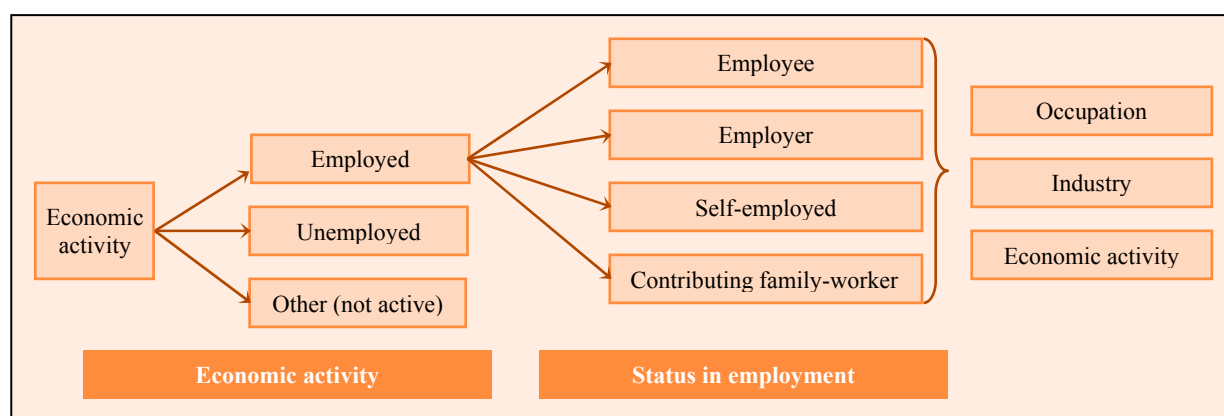 Economic
activity
Employed
Unemployed
Other (not active)
Employee
Employer
Self-employed
Contributing family-worker
Occupation
Industry
Economic activity
Economic activity
Status in employment